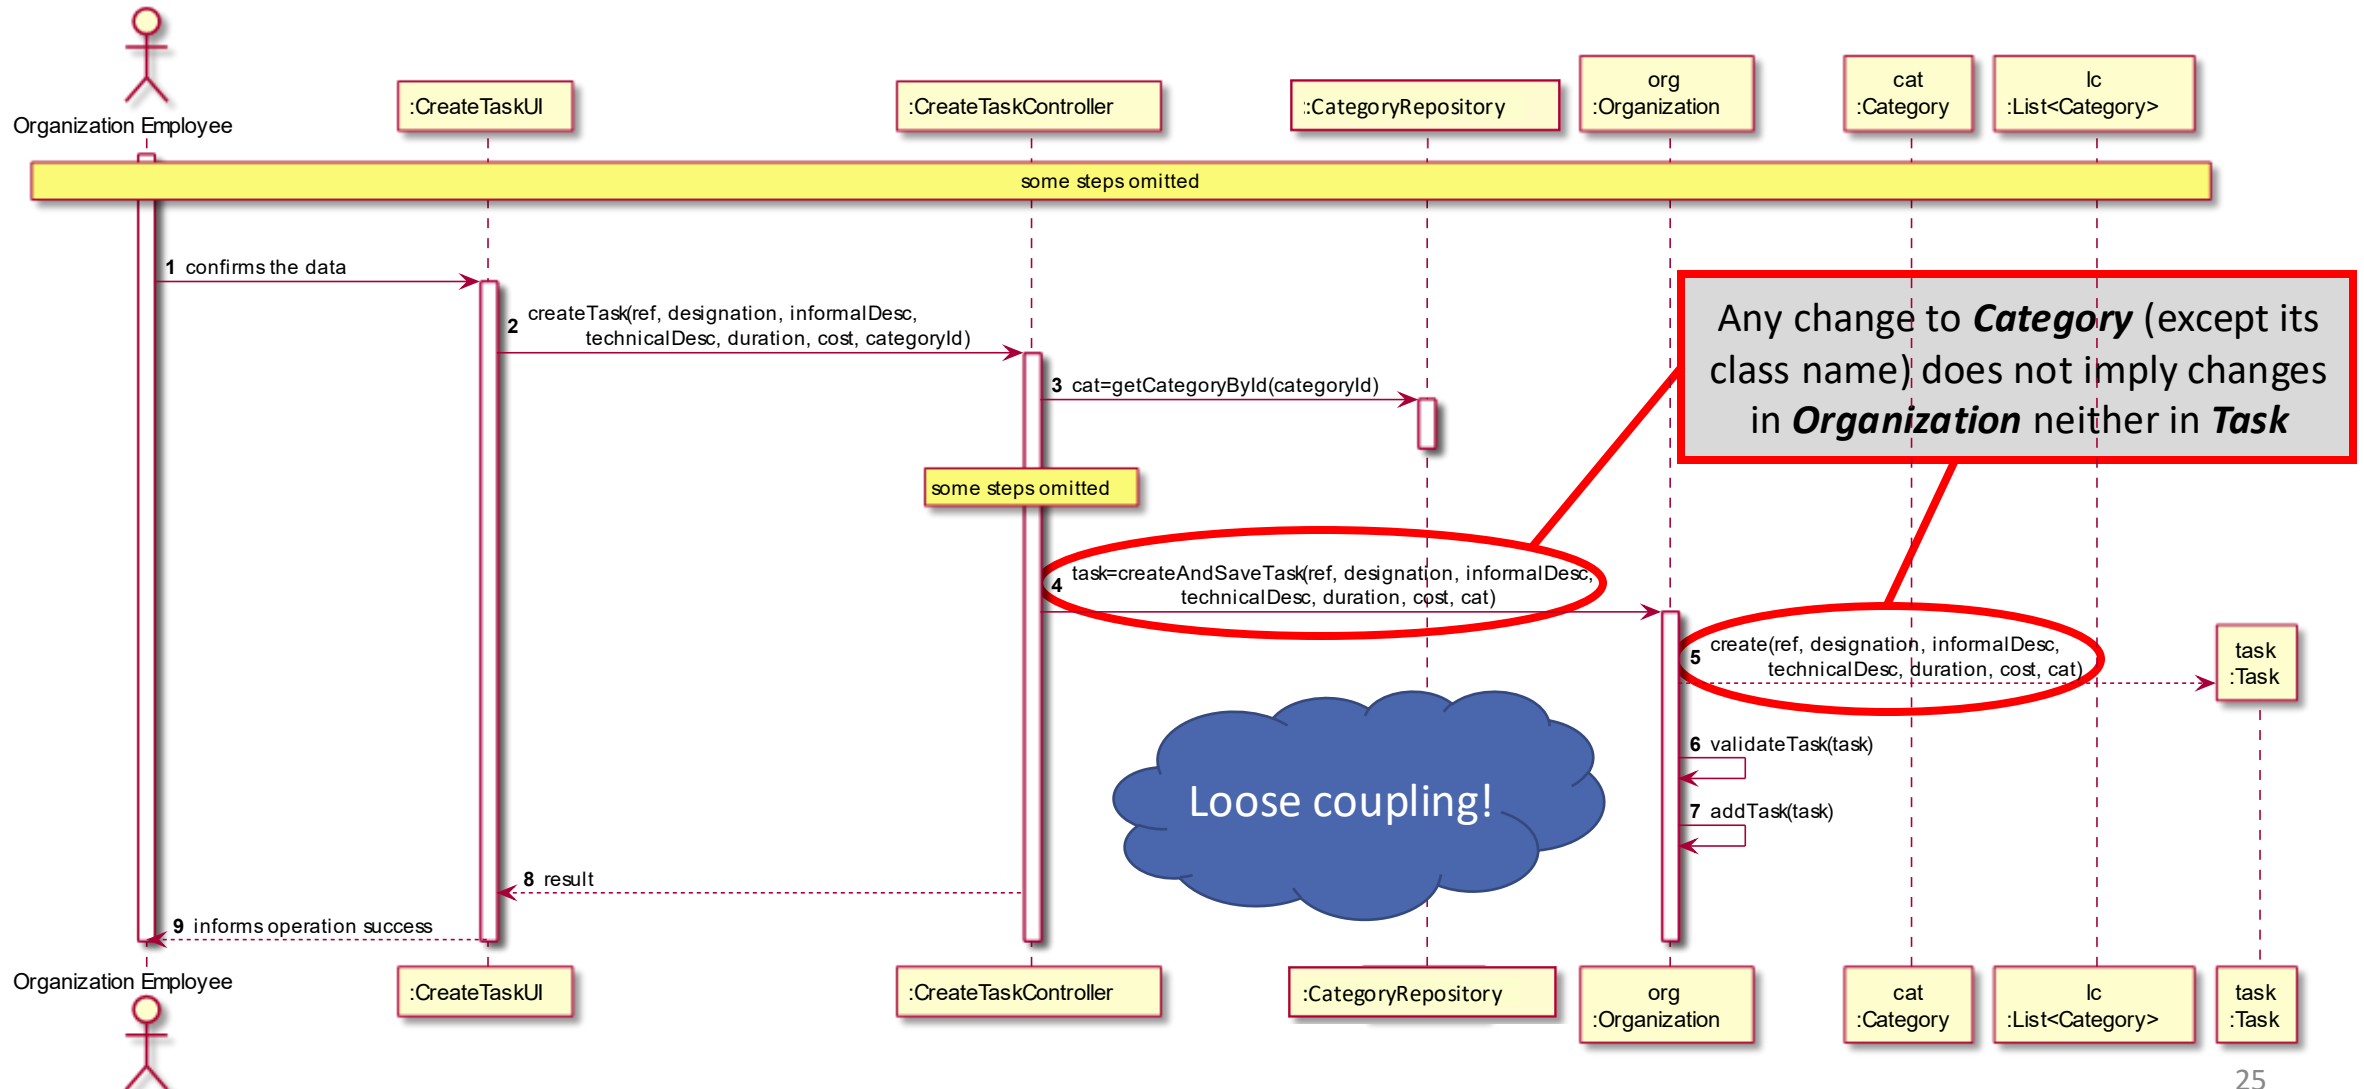 Organization Employee
:CreateTaskUI
:CreateTaskController
::CategoryRepository
org
:Organization
cat
:Category
lc
:List<Category>
some steps omitted
1 confirms the data
2 createTask(ref, designation, informalDesc,
technicalDesc, duration, cost, categoryId)
3 cat=getCategoryById(categoryId)
Any change to Category (except its
class name) does not imply changes
in Organization neither in Task
some steps omitted
4 task=createAndSaveTask(ref, designation, informalDesc,
technicalDesc, duration, cost, cat)
5 create(ref, designation, informalDesc,
technicalDesc, duration, cost, cat)
task
:Task
6 validateTask(task)
7 addTask(task)
Loose coupling!
8 result
9 informs operation success
Organization Employee
:CreateTaskUI
:CreateTaskController
:CategoryRepository
org
:Organization
cat
:Category
lc
:List<Category>
task
:Task
25